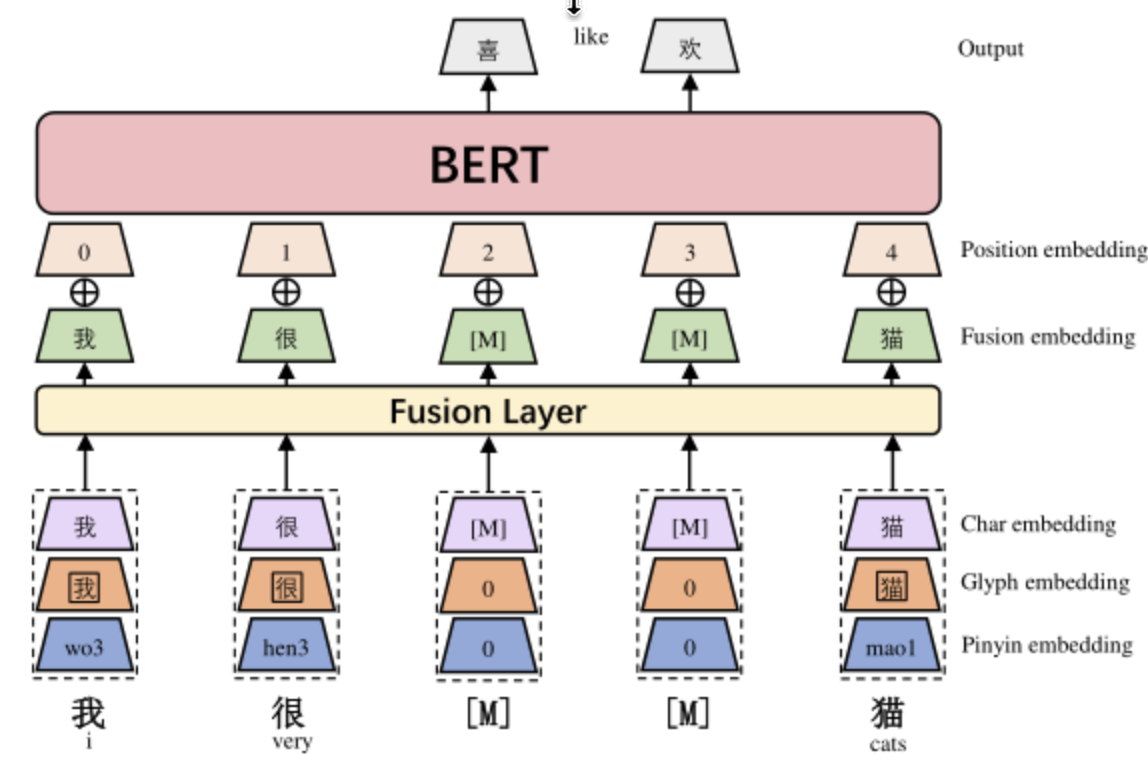 喜 like 欢 Output
BERT
0 1 2 3 4 Position embedding
我 很 [M] [M] 猫 Fusion embedding
Fusion Layer
我 很 [M] [M] 猫 Char embedding
我 很 0 0 猫 Glyph embedding
wo3 hen3 0 0 mao1 Pinyin embedding
我 很 [M] [M] 猫
i very cats